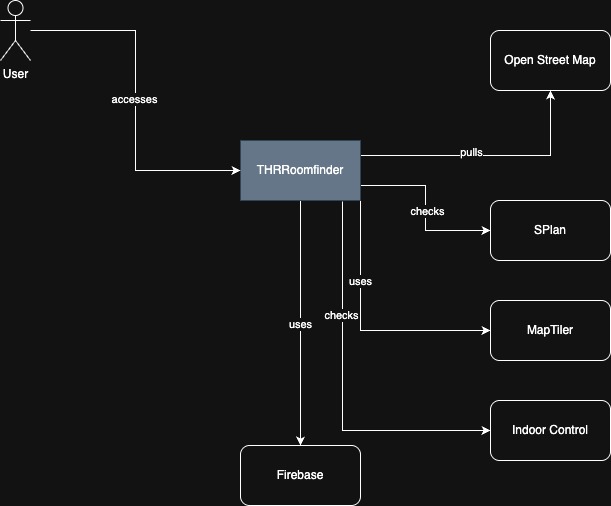 User
accesses
Open Street Map
THRRoomfinder
pulls
checks
SPlan
uses
checks
uses
MapTiler
Indoor Control
Firebase